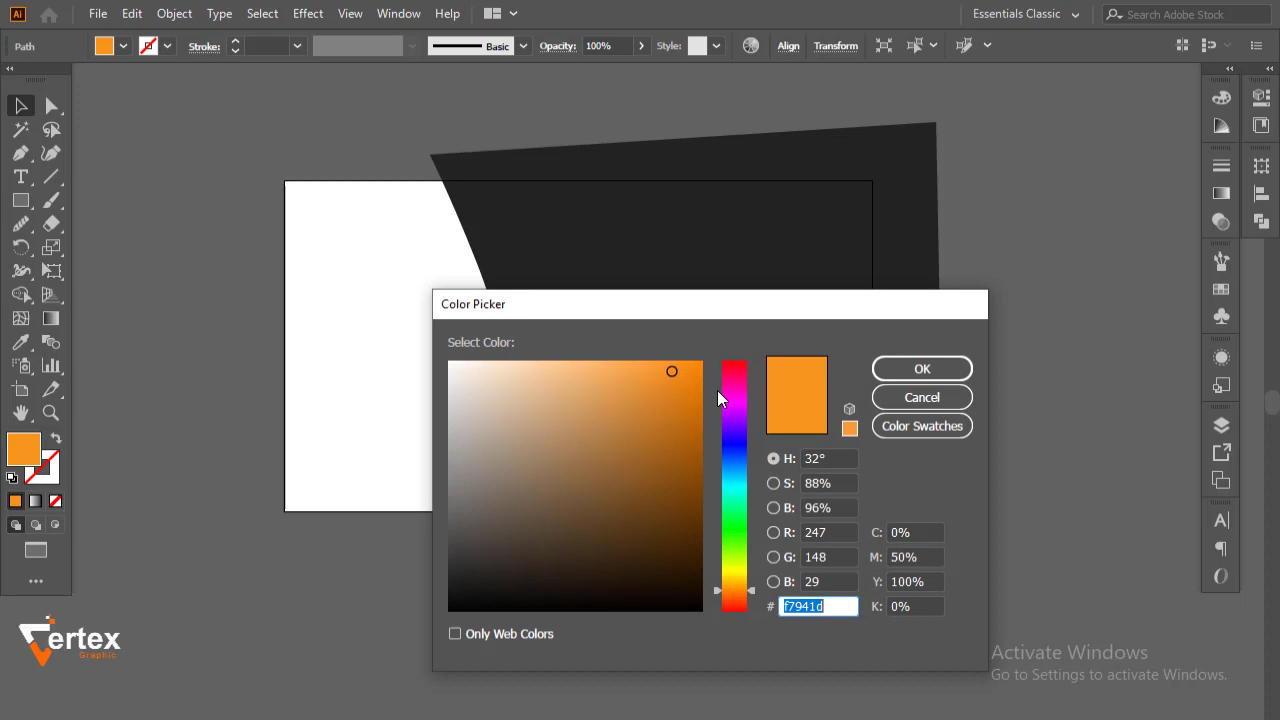 Ai File Edit Object Type Select Effect View Window Help Essentials Classic Search Adobe Stock
Path Stroke: Basic Opacity: 100% Style: Align Transform
Color Picker
Select Color:
OK
Cancel
Color Swatches
H: 32°
S: 88%
B: 96%
R: 247 C: 0%
G: 148 M: 50%
B: 29 Y: 100%
# f7941d K: 0%
Only Web Colors
Vertex
Graphic
Activate Windows
Go to Settings to activate Windows.